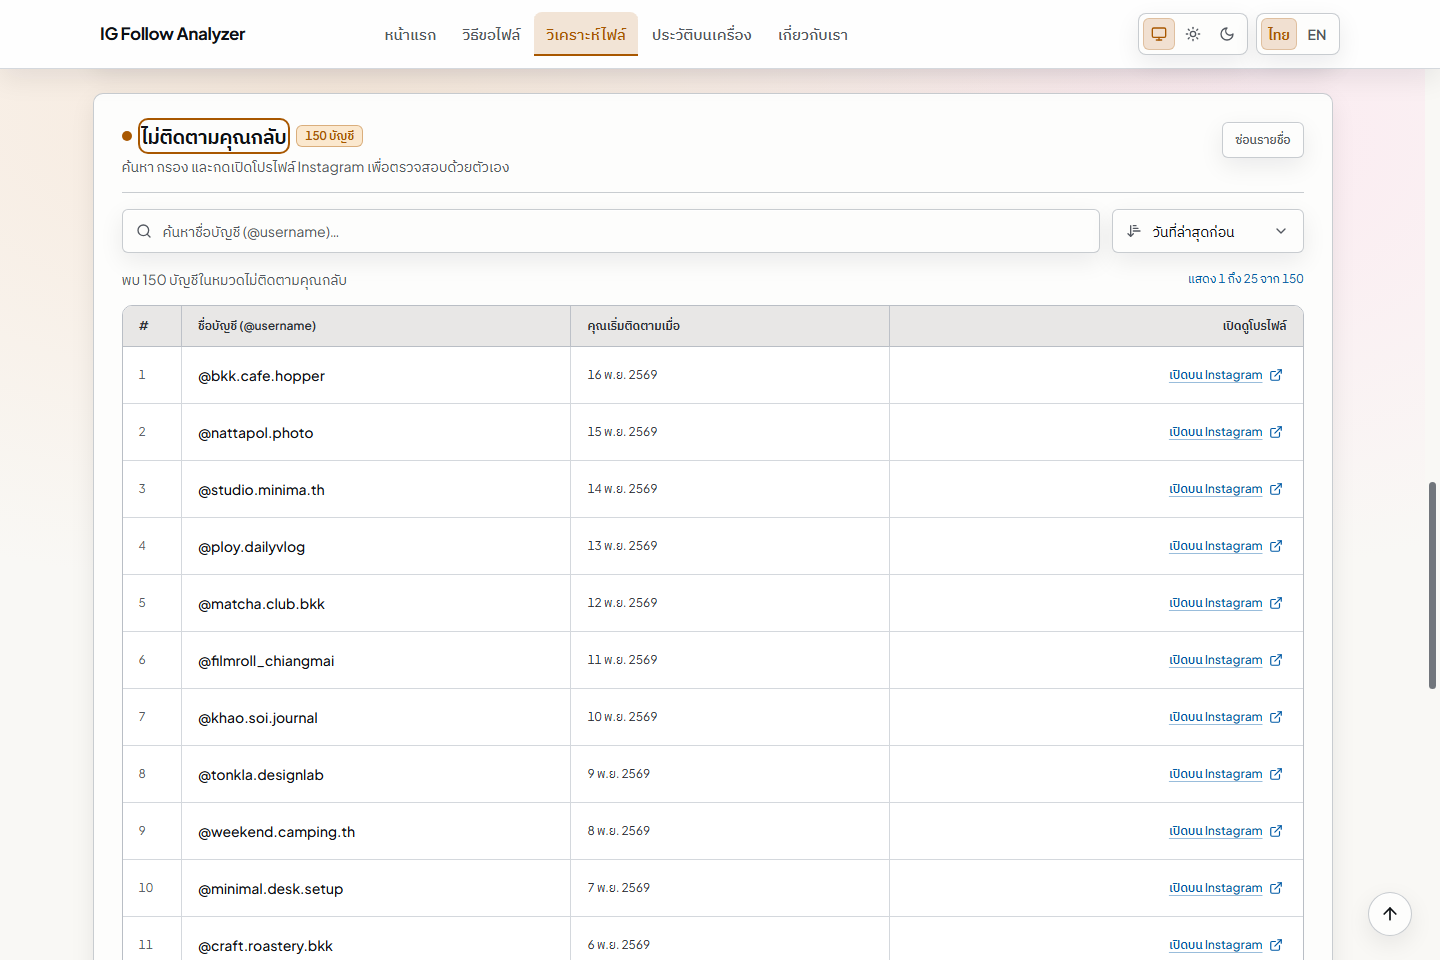 IG Follow Analyzer
หน้าแรก วิธีขอไฟล์ วิเคราะห์ไฟล์ ประวัติบนเครื่อง เกี่ยวกับเรา
ไทย EN
ไม่ติดตามคุณกลับ 150 บัญชี
ค้นหา กรอง และกดเปิดโปรไฟล์ Instagram เพื่อตรวจสอบด้วยตัวเอง
ซ่อนรายชื่อ
ค้นหาชื่อบัญชี (@username)...
วันที่ล่าสุดก่อน
พบ 150 บัญชีในหมวดไม่ติดตามคุณกลับ
แสดง 1 ถึง 25 จาก 150
# ชื่อบัญชี (@username) คุณเริ่มติดตามเมื่อ เปิดดูโปรไฟล์
1 @bkk.cafe.hopper 16 พ.ย. 2569 เปิดบน Instagram
2 @nattapol.photo 15 พ.ย. 2569 เปิดบน Instagram
3 @studio.minima.th 14 พ.ย. 2569 เปิดบน Instagram
4 @ploy.dailyvlog 13 พ.ย. 2569 เปิดบน Instagram
5 @matcha.club.bkk 12 พ.ย. 2569 เปิดบน Instagram
6 @filmroll_chiangmai 11 พ.ย. 2569 เปิดบน Instagram
7 @khao.soi.journal 10 พ.ย. 2569 เปิดบน Instagram
8 @tonkla.designlab 9 พ.ย. 2569 เปิดบน Instagram
9 @weekend.camping.th 8 พ.ย. 2569 เปิดบน Instagram
10 @minimal.desk.setup 7 พ.ย. 2569 เปิดบน Instagram
11 @craft.roastery.bkk 6 พ.ย. 2569 เปิดบน Instagram